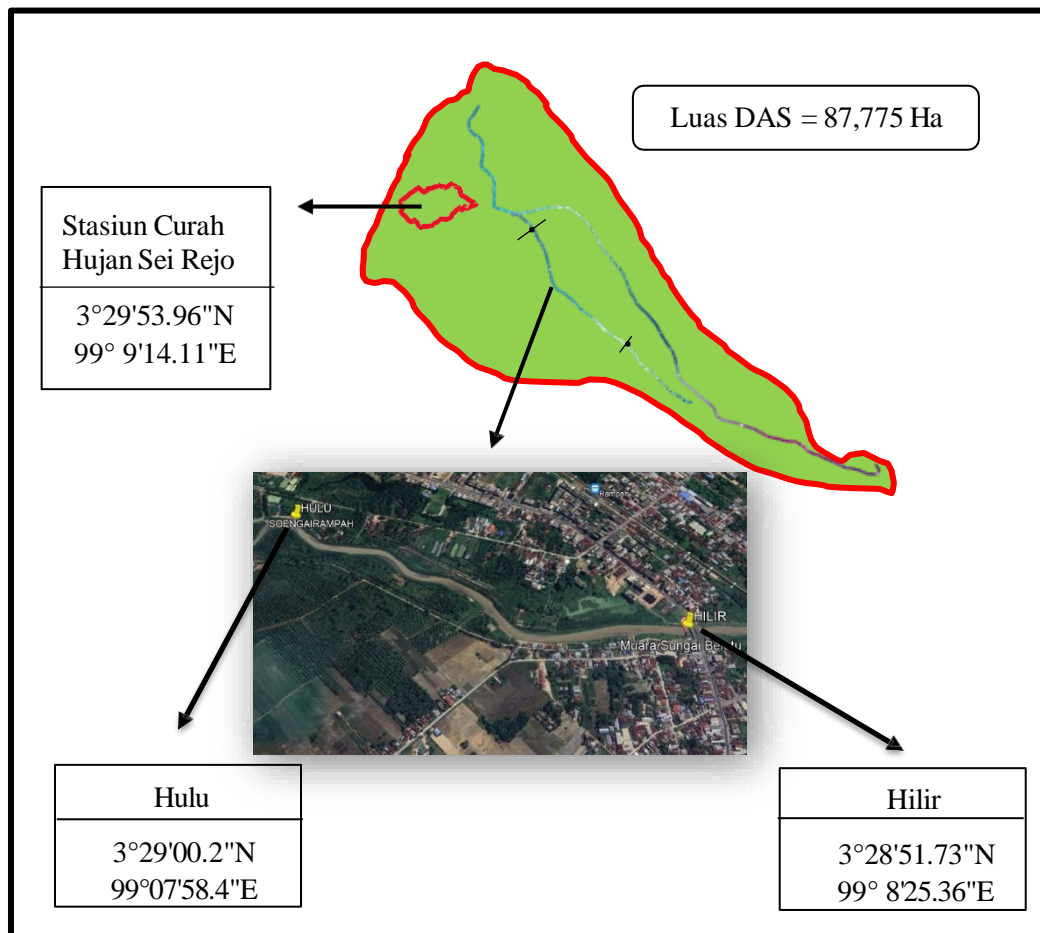 Luas DAS = 87,775 Ha
Stasiun Curah
Hujan Sei Rejo
3°29'53.96"N
99° 9'14.11"E
Rampah
HULU
SOENGAIRAMPAH
HILIR
Muara Sungai Belutu
Hulu
3°29'00.2"N
99°07'58.4"E
Hilir
3°28'51.73"N
99° 8'25.36"E